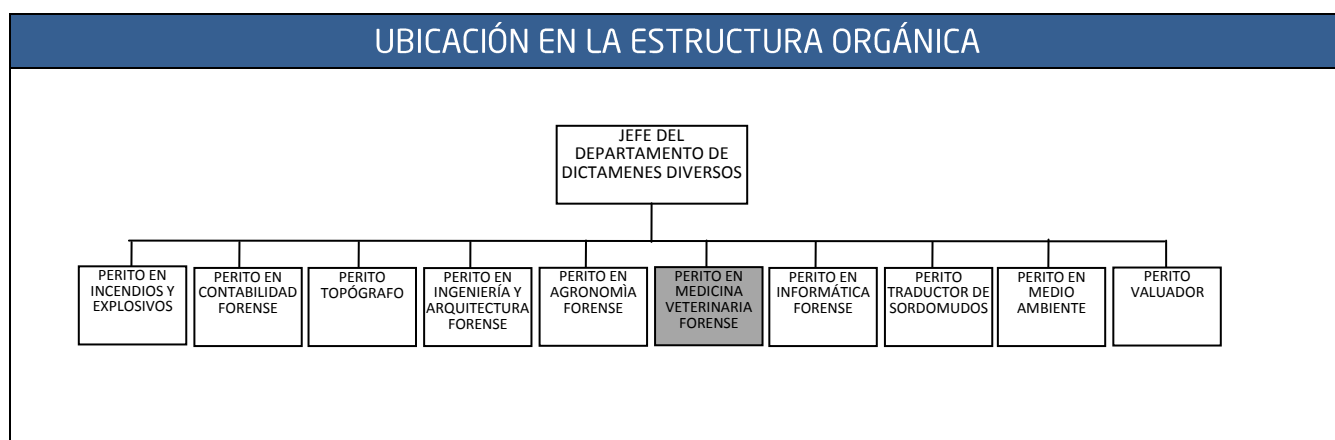 UBICACIÓN EN LA ESTRUCTURA ORGÁNICA
JEFE DEL
DEPARTAMENTO DE
DICTAMENES DIVERSOS
PERITO EN
INCENDIOS Y
EXPLOSIVOS
PERITO EN
CONTABILIDAD
FORENSE
PERITO
TOPÓGRAFO
PERITO EN
INGENIERÍA Y
ARQUITECTURA
FORENSE
PERITO EN
AGRONOMÌA
FORENSE
PERITO EN
MEDICINA
VETERINARIA
FORENSE
PERITO EN
INFORMÁTICA
FORENSE
PERITO
TRADUCTOR DE
SORDOMUDOS
PERITO EN
MEDIO
AMBIENTE
PERITO
VALUADOR